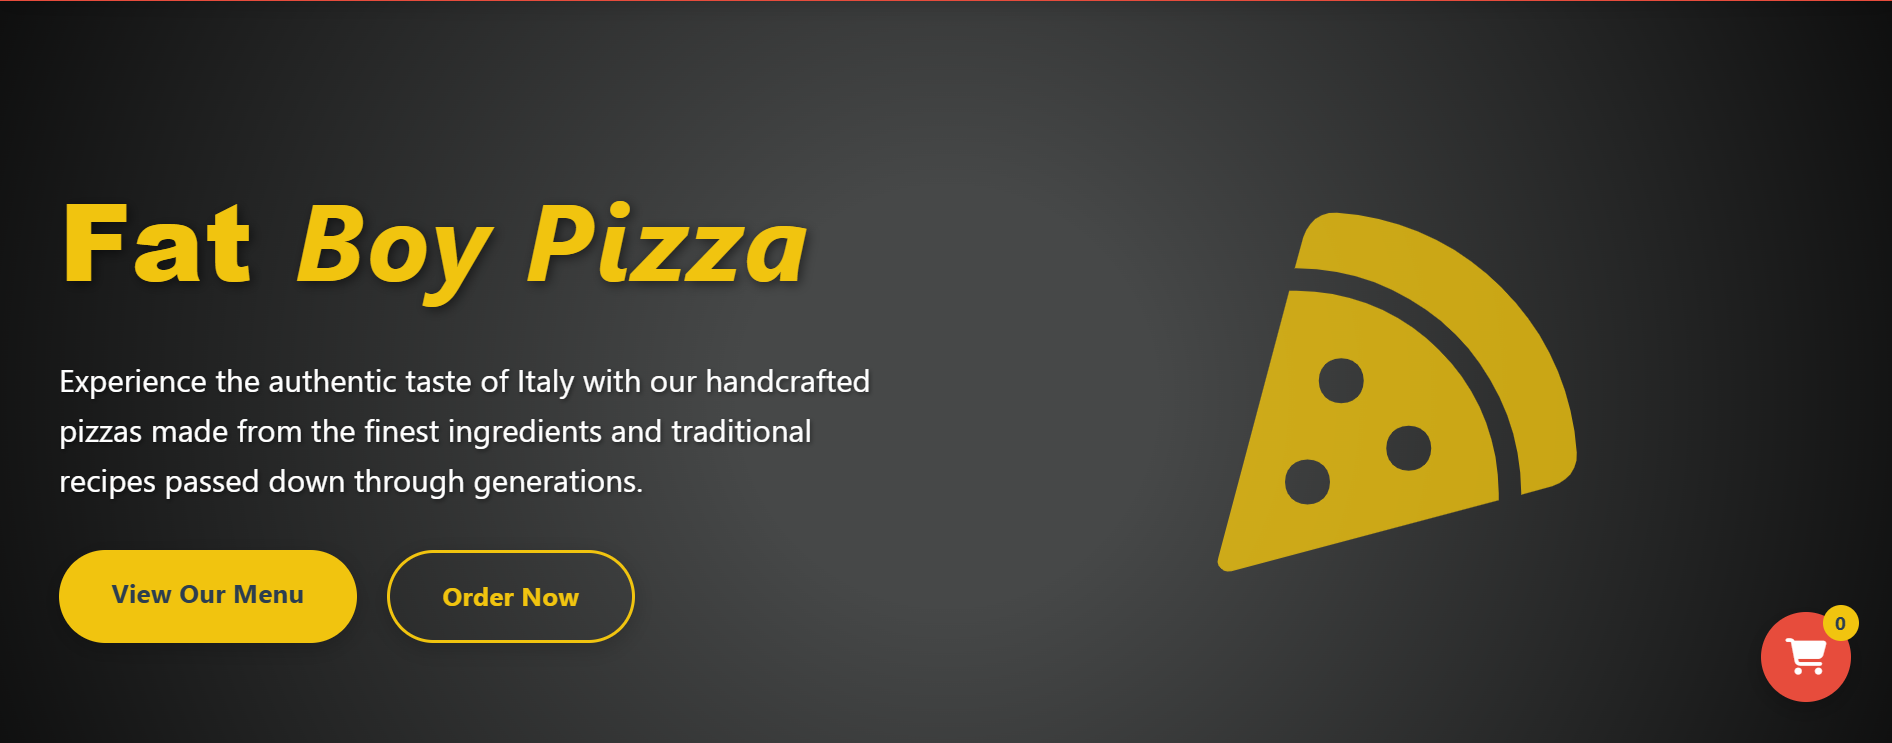 Fat Boy Pizza
Experience the authentic taste of Italy with our handcrafted
pizzas made from the finest ingredients and traditional
recipes passed down through generations.
View Our Menu
Order Now
0